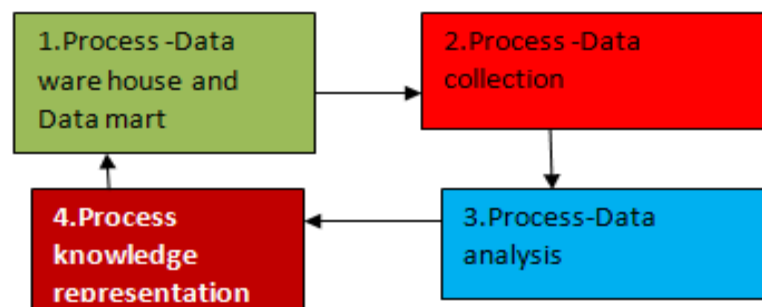 1.Process -Data
ware house and
Data mart
2.Process -Data
collection
3.Process-Data
analysis
4.Process
knowledge
representation